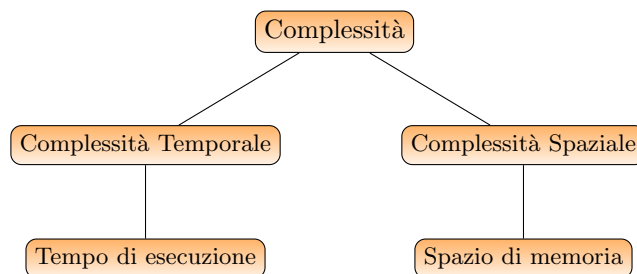 Complessità
Complessità Temporale
Complessità Spaziale
Tempo di esecuzione
Spazio di memoria